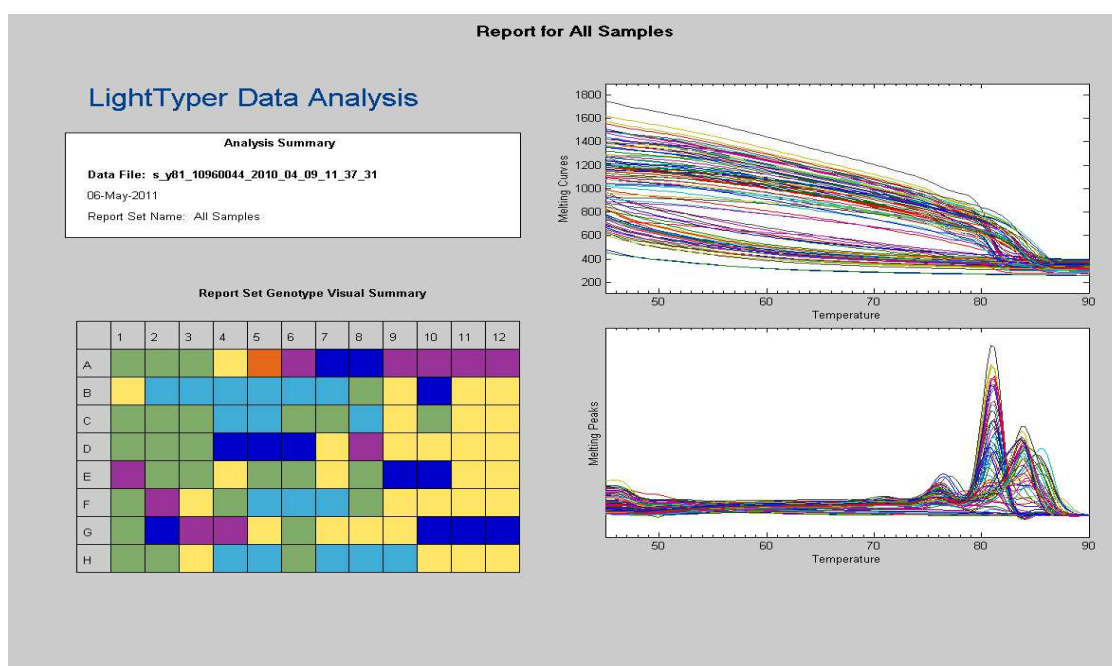 Report for All Samples
LightTyper Data Analysis
Analysis Summary
Data File: s_y81_10960044_2010_04_09_11_37_31
06-May-2011
Report Set Name: All Samples
Report Set Genotype Visual Summary
1 2 3 4 5 6 7 8 9 10 11 12
A
B
C
D
E
F
G
H
Melting Curves
1800
1600
1400
1200
1000
800
600
400
200
50 60 70 80 90
Temperature
Melting Peaks
50 60 70 80 90
Temperature